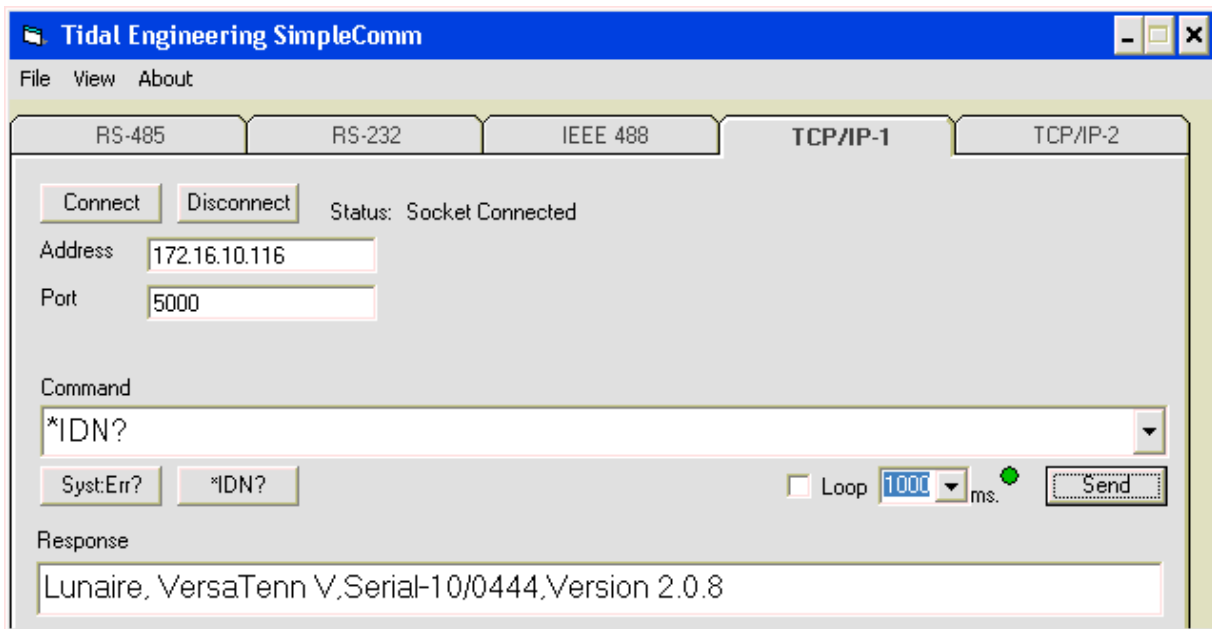 Tidal Engineering SimpleComm
File View About
RS-485 RS-232 IEEE 488 TCP/IP-1 TCP/IP-2
Connect Disconnect Status: Socket Connected
Address 172.16.10.116
Port 5000
Command
*IDN?
Syst:Err? *IDN? Loop 1000 ms. Send
Response
Lunaire, VersaTenn V,Serial-10/0444,Version 2.0.8